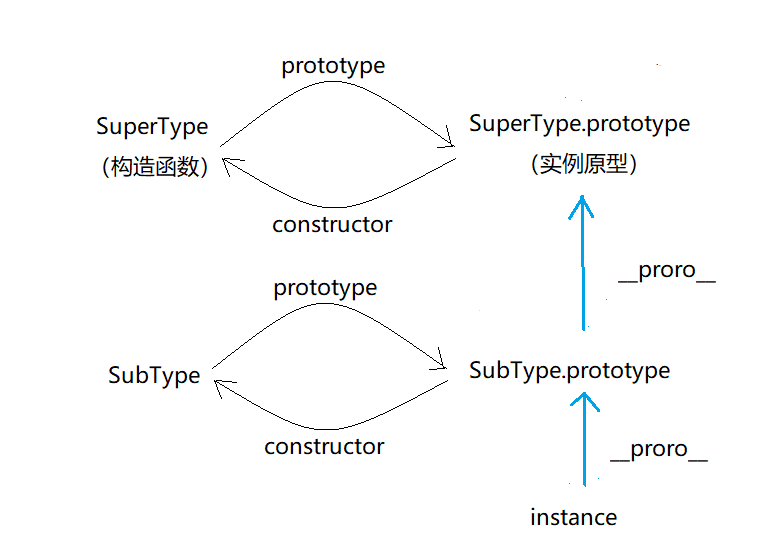 prototype
SuperType
（构造函数）
SuperType.prototype
（实例原型）
constructor
__proro__
prototype
SubType
SubType.prototype
constructor
__proro__
instance